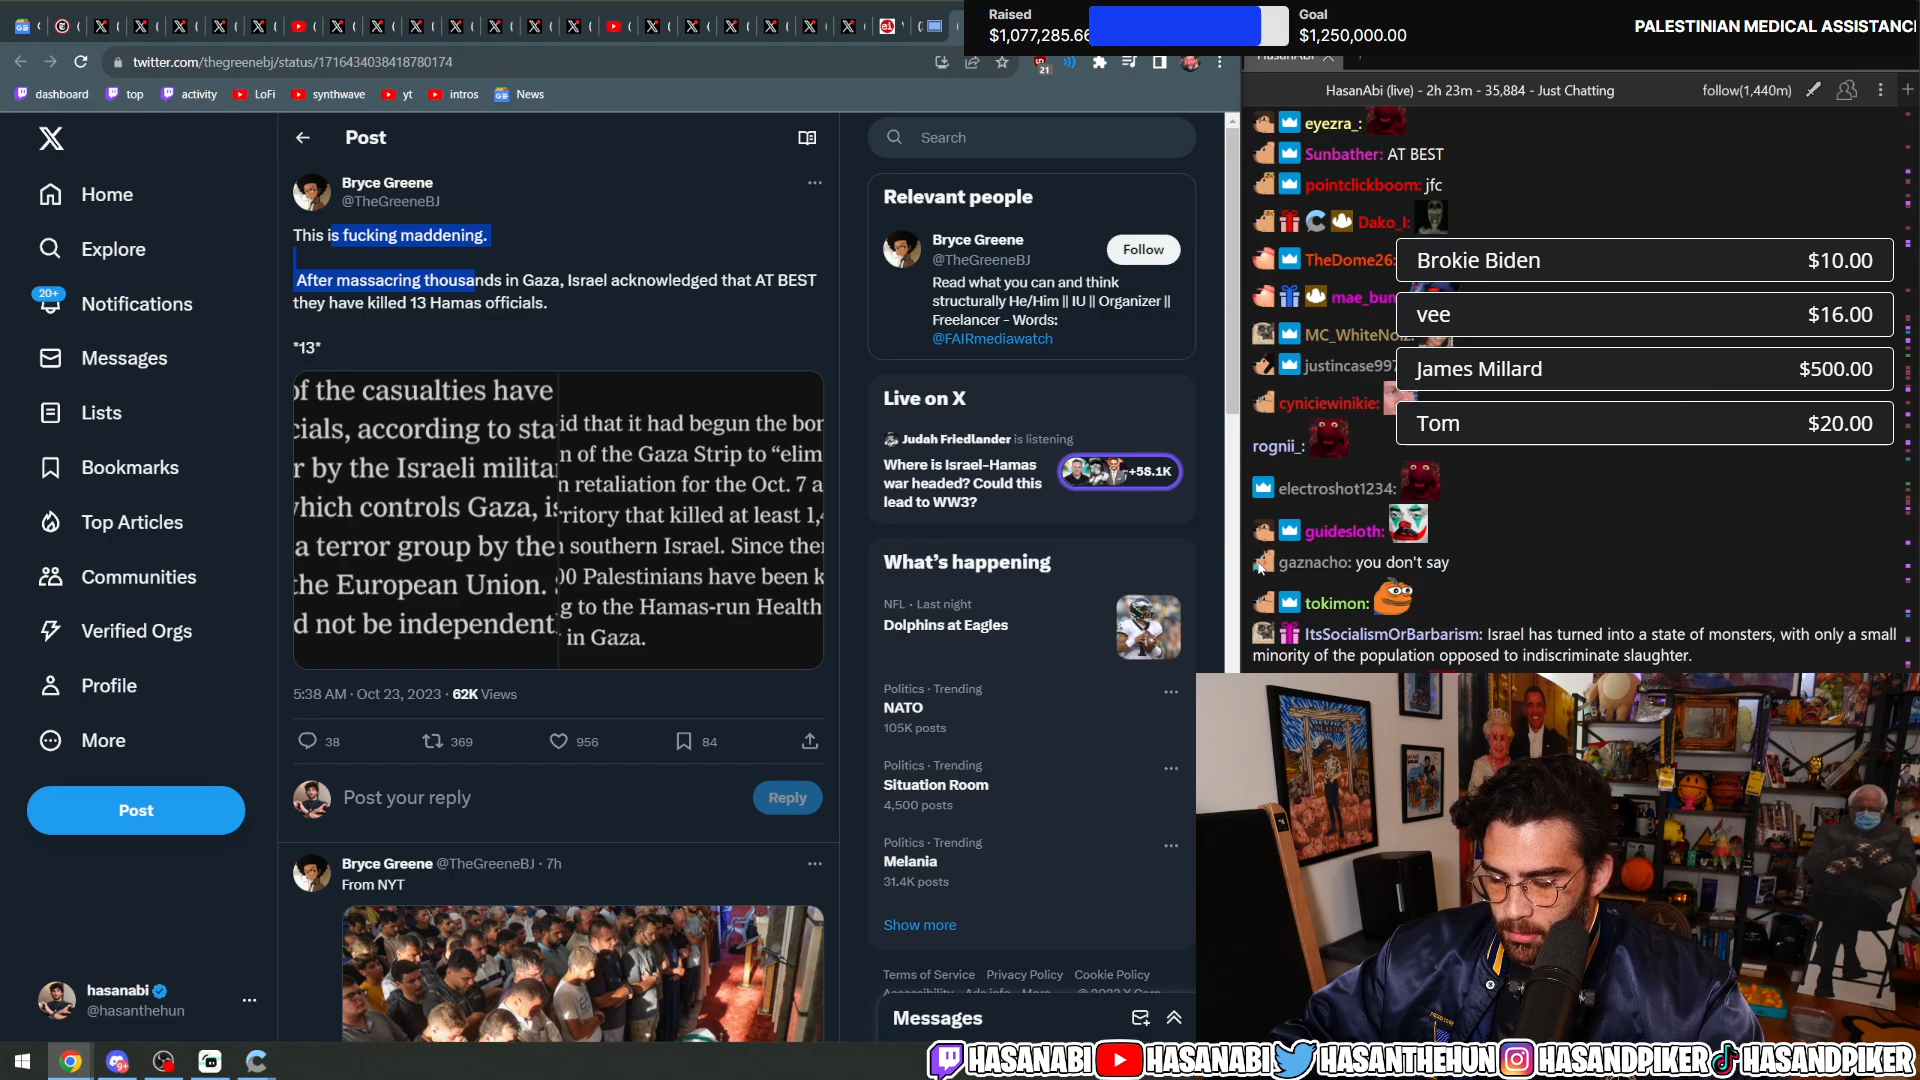 Raised
$1,077,285.66
Goal
$1,250,000.00
PALESTINIAN MEDICAL ASSISTANC
twitter.com/thegreenebj/status/1716434038418780174
21
dashboard
top
activity
LoFi
synthwave
yt
intros
News
Home
Explore
20+
Notifications
Messages
Lists
Bookmarks
Top Articles
Communities
Verified Orgs
Profile
More
Post
hasanabi
@hasanthehun
Post
Bryce Greene
@TheGreeneBJ
This is fucking maddening.
After massacring thousands in Gaza, Israel acknowledged that AT BEST
they have killed 13 Hamas officials.
*13*
of the casualties have
cials, according to sta
r by the Israeli milita
which controls Gaza, is
a terror group by the
the European Union.
d not be independent
id that it had begun the bor
n of the Gaza Strip to “elim
n retaliation for the Oct. 7 a
rritory that killed at least 1,4
southern Israel. Since ther
00 Palestinians have been k
g to the Hamas-run Health
in Gaza.
5:38 AM · Oct 23, 2023 · 62K Views
38
369
956
84
Post your reply
Reply
Bryce Greene @TheGreeneBJ · 7h
From NYT
Search
Relevant people
Bryce Greene
@TheGreeneBJ
Follow
Read what you can and think
structurally He/Him || IU || Organizer ||
Freelancer - Words:
@FAIRmediawatch
Live on X
Judah Friedlander is listening
Where is Israel-Hamas
war headed? Could this
lead to WW3?
+58.1K
What’s happening
NFL · Last night
Dolphins at Eagles
Politics · Trending
NATO
105K posts
Politics · Trending
Situation Room
4,500 posts
Politics · Trending
Melania
31.4K posts
Show more
Terms of Service Privacy Policy Cookie Policy
Messages
HasanAbi
HasanAbi (live) - 2h 23m - 35,884 - Just Chatting
follow(1,440m)
eyezra_:
Sunbather: AT BEST
pointclickboom: jfc
Dako_I:
TheDome26:
mae_bun
MC_WhiteNoiz
justincase997
cyniciewinikie:
rognii_:
electroshot1234:
guidesloth:
gaznacho: you don't say
tokimon:
ItsSocialismOrBarbarism: Israel has turned into a state of monsters, with only a small
minority of the population opposed to indiscriminate slaughter.
Brokie Biden $10.00
vee $16.00
James Millard $500.00
Tom $20.00
HASANABI HASANABI HASANTHEHUN HASANDPIKER HASANDPIKER